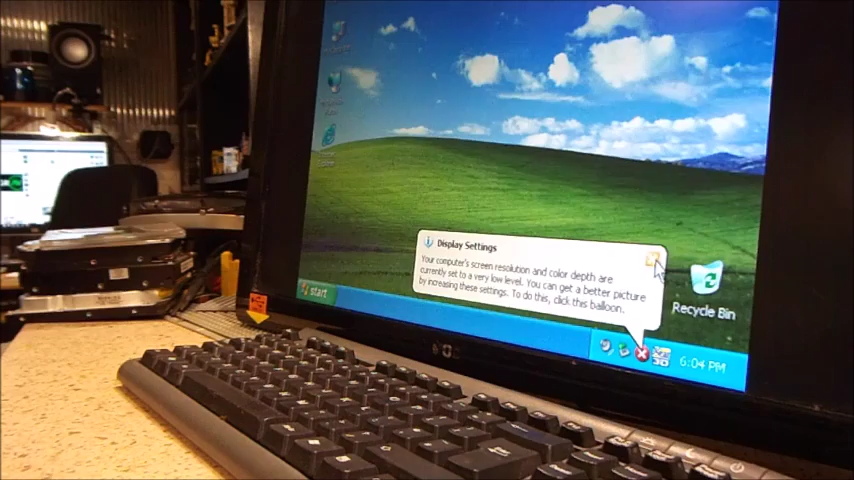 Display Settings
Your computer's screen resolution and color depth are
currently set to a very low level. You can get a better picture
by increasing these settings. To do this, click this balloon.
Recycle Bin
start
6:04 PM